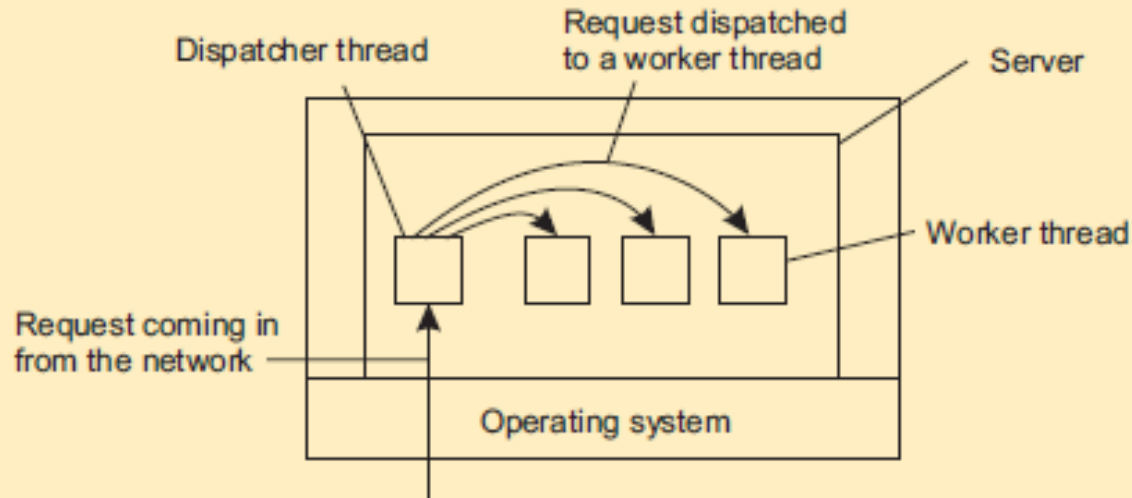 Request dispatched
to a worker thread
Dispatcher thread
Server
Worker thread
Request coming in
from the network
Operating system